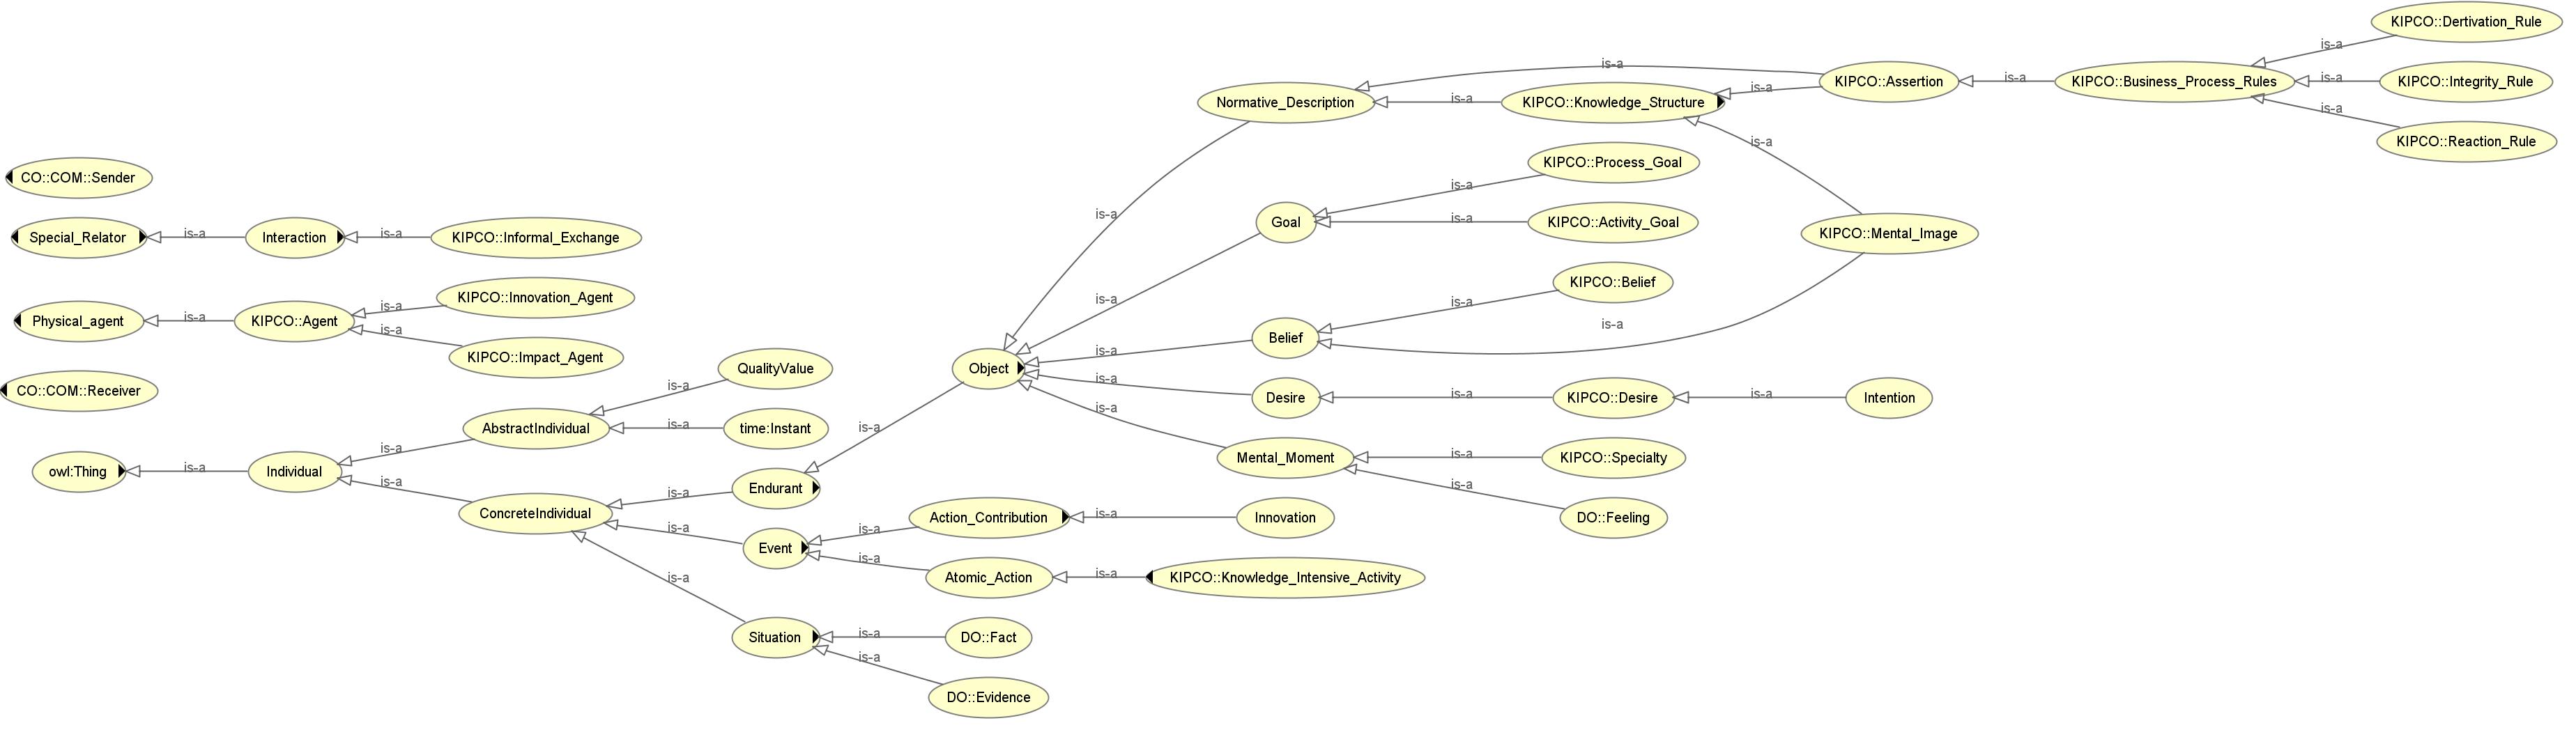 KIPCO::Dertivation_Rule
is-a
is-a
KIPCO::Assertion
is-a
KIPCO::Business_Process_Rules
is-a
KIPCO::Integrity_Rule
Normative_Description
is-a
KIPCO::Knowledge_Structure
is-a
is-a
KIPCO::Reaction_Rule
is-a
KIPCO::Process_Goal
CO::COM::Sender
is-a
is-a
Goal
is-a
KIPCO::Activity_Goal
Special_Relator
is-a
Interaction
is-a
KIPCO::Informal_Exchange
KIPCO::Mental_Image
KIPCO::Belief
is-a
is-a
KIPCO::Innovation_Agent
is-a
Physical_agent
is-a
KIPCO::Agent
is-a
is-a
Belief
is-a
KIPCO::Impact_Agent
is-a
QualityValue
Object
is-a
is-a
CO::COM::Receiver
Desire
is-a
KIPCO::Desire
is-a
Intention
is-a
AbstractIndividual
is-a
time:Instant
is-a
is-a
Mental_Moment
is-a
KIPCO::Specialty
owl:Thing
is-a
Individual
is-a
is-a
Endurant
is-a
ConcreteIndividual
is-a
Action_Contribution
is-a
Innovation
DO::Feeling
is-a
Event
is-a
is-a
Atomic_Action
is-a
KIPCO::Knowledge_Intensive_Activity
is-a
Situation
is-a
DO::Fact
is-a
DO::Evidence